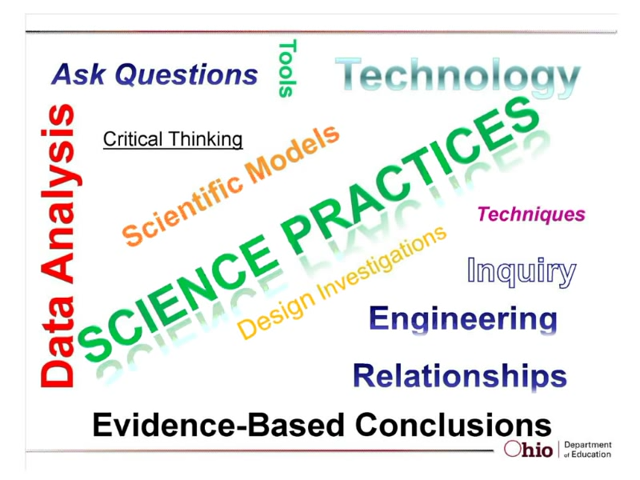 Ask Questions
Tools
Technology
Data Analysis
Critical Thinking
Scientific Models
SCIENCE PRACTICES
Techniques
Design Investigations
Inquiry
Engineering
Relationships
Evidence-Based Conclusions
Ohio
Department
of Education